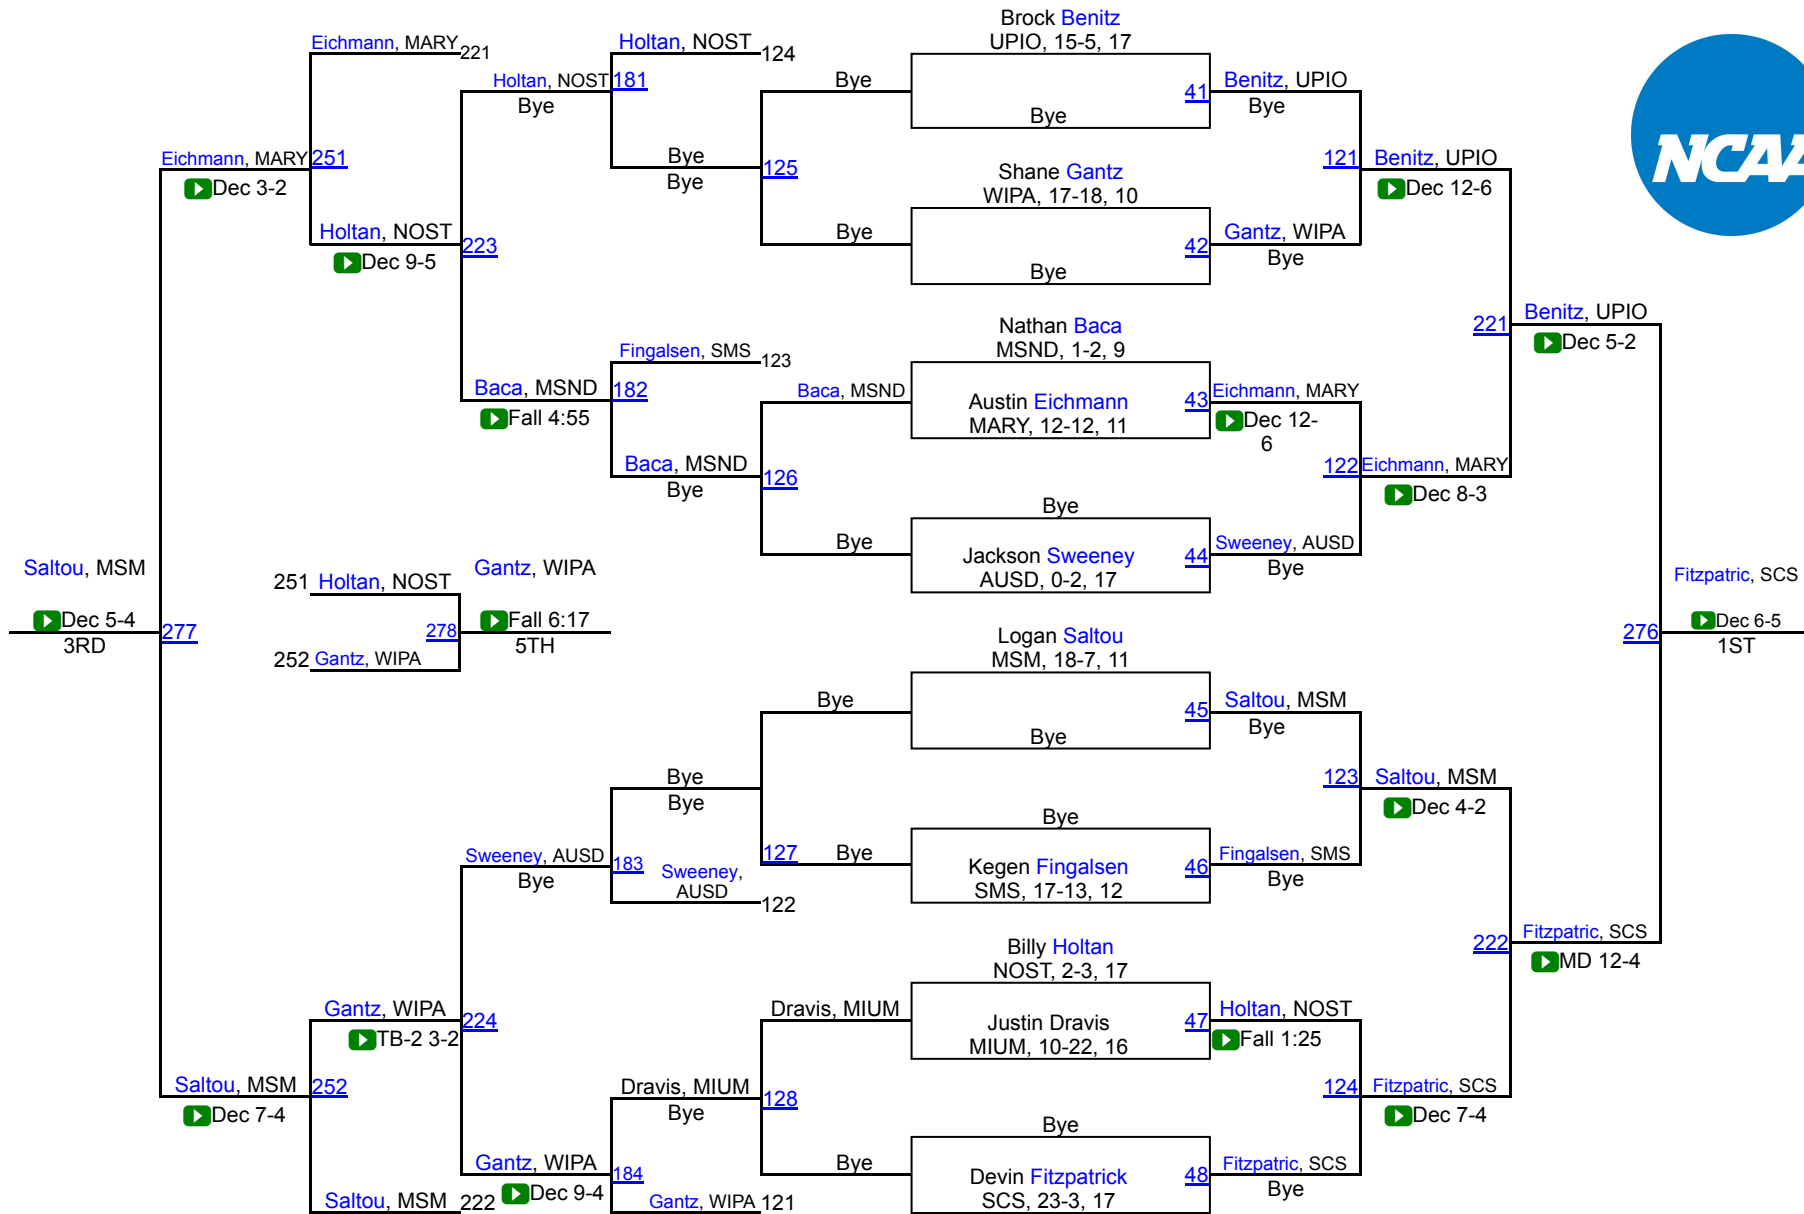 Brock Benitz
UPIO, 15-5, 17
Eichmann, MARY
221
Holtan, NOST
124
Holtan, NOST
181
Bye
Bye
41
Benitz, UPIO
Bye
Bye
NCAA
Eichmann, MARY
251
Dec 3-2
Bye
Bye
125
Shane Gantz
WIPA, 17-18, 10
121
Benitz, UPIO
Dec 12-6
Holtan, NOST
223
Dec 9-5
Bye
42
Gantz, WIPA
Bye
Bye
Nathan Baca
MSND, 1-2, 9
221
Benitz, UPIO
Dec 5-2
Fingalsen, SMS
123
Baca, MSND
182
Fall 4:55
Baca, MSND
Austin Eichmann
MARY, 12-12, 11
43
Eichmann, MARY
Dec 12-
6
Baca, MSND
126
Bye
122
Eichmann, MARY
Dec 8-3
Bye
Bye
Jackson Sweeney
AUSD, 0-2, 17
44
Sweeney, AUSD
Bye
Saltou, MSM
251
Holtan, NOST
Gantz, WIPA
Fitzpatric, SCS
Dec 5-4
277
3RD
278
Fall 6:17
5TH
252
Gantz, WIPA
Logan Saltou
MSM, 18-7, 11
276
Dec 6-5
1ST
Bye
Bye
45
Saltou, MSM
Bye
Bye
Bye
123
Saltou, MSM
Dec 4-2
Sweeney, AUSD
183
Bye
Sweeney,
AUSD
122
127
Bye
Bye
Kegen Fingalsen
SMS, 17-13, 12
46
Fingalsen, SMS
Bye
Billy Holtan
NOST, 2-3, 17
222
Fitzpatric, SCS
MD 12-4
Gantz, WIPA
224
TB-2 3-2
Dravis, MIUM
Justin Dravis
MIUM, 10-22, 16
47
Holtan, NOST
Fall 1:25
Saltou, MSM
252
Dec 7-4
Dravis, MIUM
128
Bye
124
Fitzpatric, SCS
Dec 7-4
Gantz, WIPA
184
Dec 9-4
Bye
Bye
Devin Fitzpatrick
SCS, 23-3, 17
48
Fitzpatric, SCS
Bye
Saltou, MSM
222
Gantz, WIPA
121